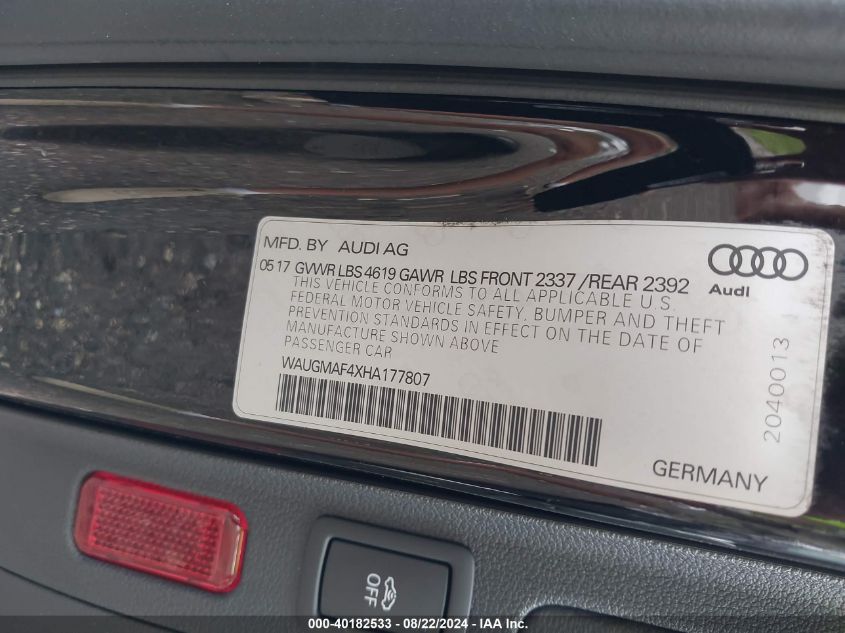 MFD. BY AUDI AG
05 17 GVWR LBS 4619 GAWR LBS FRONT 2337 /REAR 2392
THIS VEHICLE CONFORMS TO ALL APPLICABLE U.S.
FEDERAL MOTOR VEHICLE SAFETY, BUMPER AND THEFT
PREVENTION STANDARDS IN EFFECT ON THE DATE OF
MANUFACTURE SHOWN ABOVE
PASSENGER CAR
WAUGMAF4XHA177807
Audi
2040013
GERMANY
OFF
000-40182533 - 08/22/2024 - IAAI.com